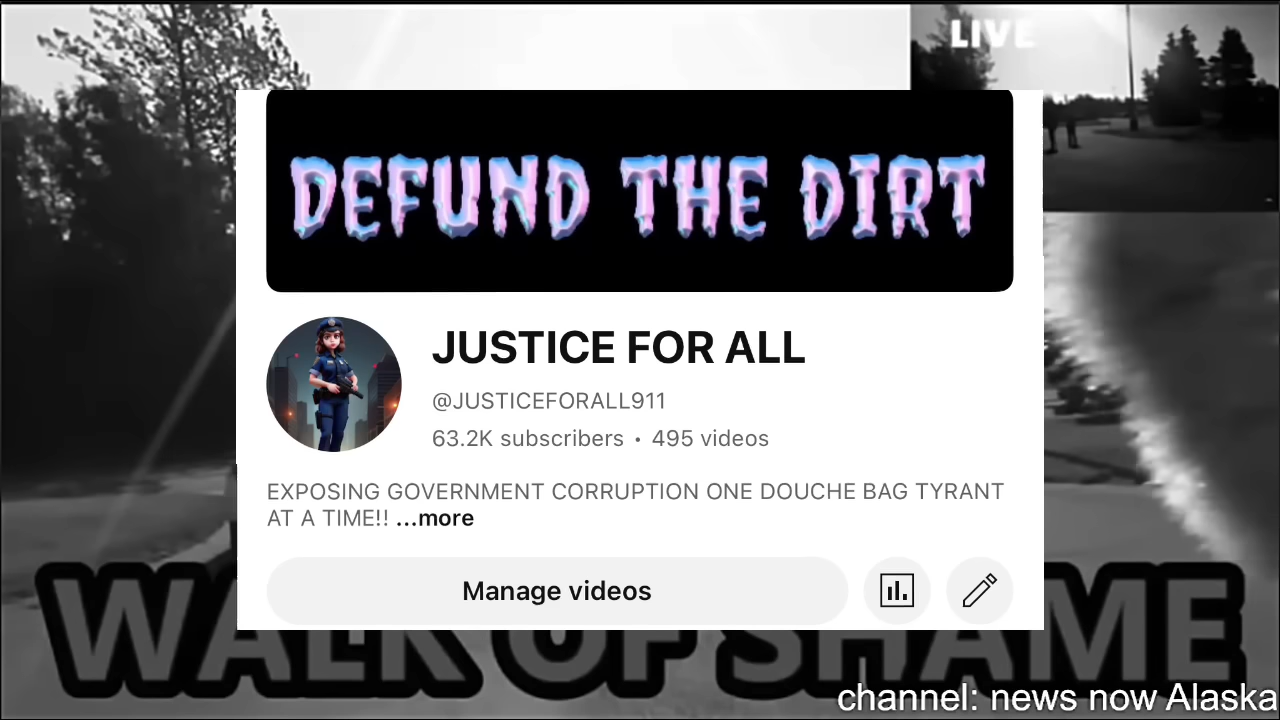 LIVE
DEFUND THE DIRT
JUSTICE FOR ALL
@JUSTICEFORALL911
63.2K subscribers • 495 videos
EXPOSING GOVERNMENT CORRUPTION ONE DOUCHE BAG TYRANT
AT A TIME!! ...more
Manage videos
WALK OF SHAME
channel: news now Alaska